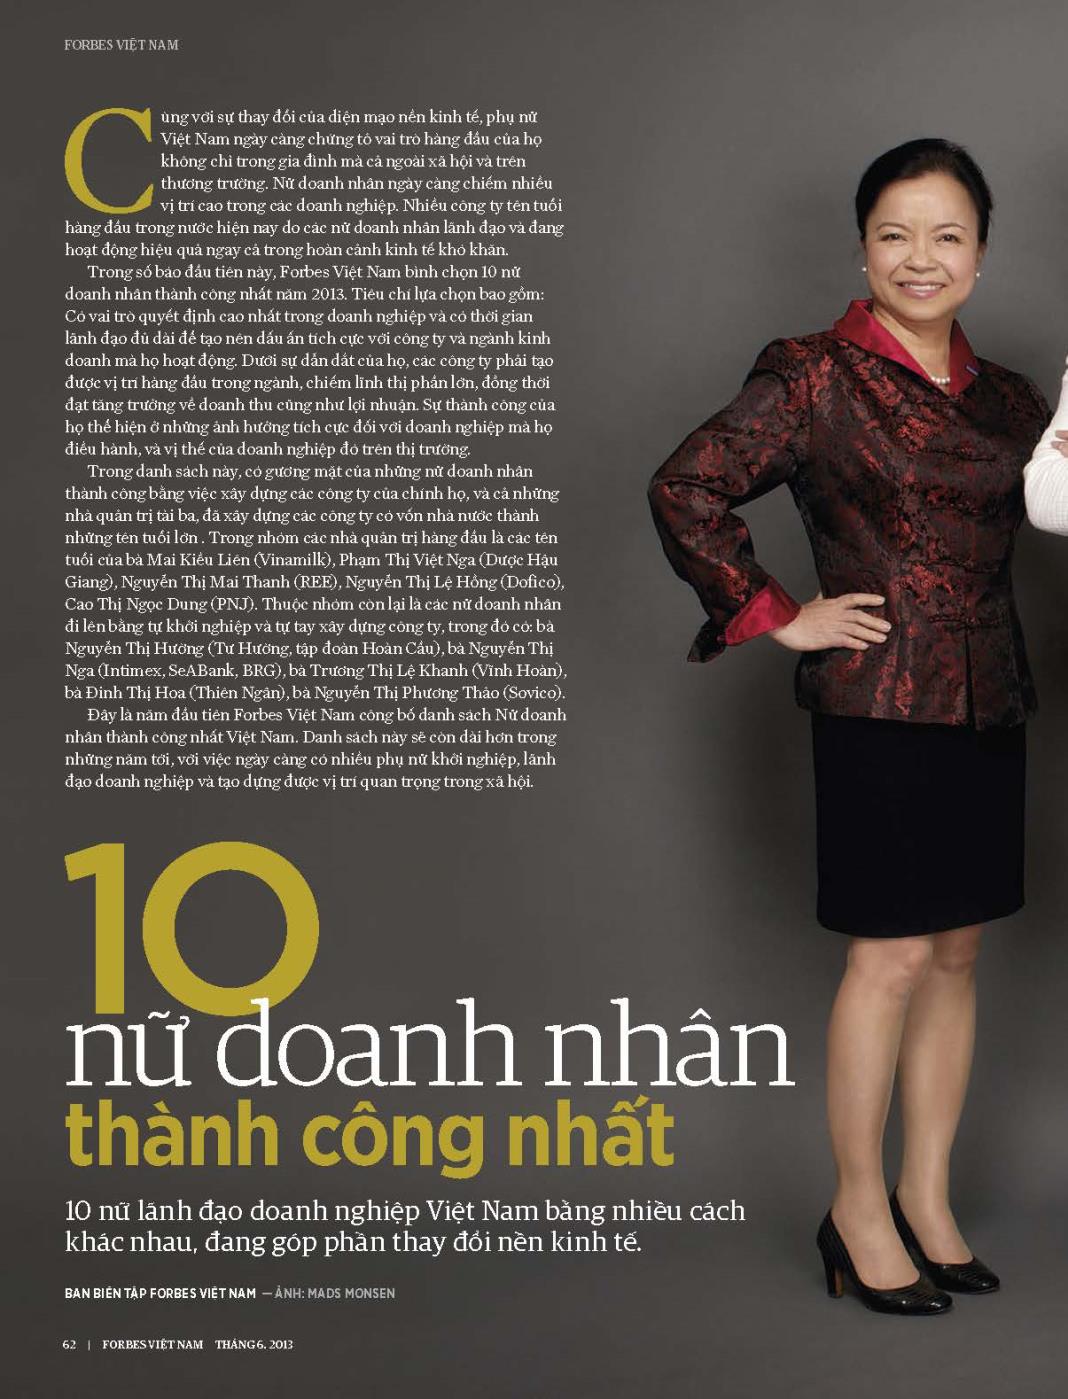 FORBES VIỆT NAM
Cùng với sự thay đổi của diện mạo nền kinh tế, phụ nữ
Việt Nam ngày càng chứng tỏ vai trò hàng đầu của họ
không chỉ trong gia đình mà cả ngoài xã hội và trên
thương trường. Nữ doanh nhân ngày càng chiếm nhiều
vị trí cao trong các doanh nghiệp. Nhiều công ty tên tuổi
hàng đầu trong nước hiện nay do các nữ doanh nhân lãnh đạo và đang
hoạt động hiệu quả ngay cả trong hoàn cảnh kinh tế khó khăn.
Trong số báo đầu tiên này, Forbes Việt Nam bình chọn 10 nữ
doanh nhân thành công nhất năm 2013. Tiêu chí lựa chọn bao gồm:
Có vai trò quyết định cao nhất trong doanh nghiệp và có thời gian
lãnh đạo đủ dài để tạo nên dấu ấn tích cực với công ty và ngành kinh
doanh mà họ hoạt động. Dưới sự dẫn dắt của họ, các công ty phải tạo
được vị trí hàng đầu trong ngành, chiếm lĩnh thị phần lớn, đồng thời
đạt tăng trưởng về doanh thu cũng như lợi nhuận. Sự thành công của
họ thể hiện ở những ảnh hưởng tích cực đối với doanh nghiệp mà họ
điều hành, và vị thế của doanh nghiệp đó trên thị trường.
Trong danh sách này, có gương mặt của những nữ doanh nhân
thành công bằng việc xây dựng các công ty của chính họ, và cả những
nhà quản trị tài ba, đã xây dựng các công ty có vốn nhà nước thành
những tên tuổi lớn . Trong nhóm các nhà quản trị hàng đầu là các tên
tuổi của bà Mai Kiều Liên (Vinamilk), Phạm Thị Việt Nga (Dược Hậu
Giang), Nguyễn Thị Mai Thanh (REE), Nguyễn Thị Lệ Hồng (Dofico),
Cao Thị Ngọc Dung (PNJ). Thuộc nhóm còn lại là các nữ doanh nhân
đi lên bằng tự khởi nghiệp và tự tay xây dựng công ty, trong đó có: bà
Nguyễn Thị Hường (Tư Hường, tập đoàn Hoàn Cầu), bà Nguyễn Thị
Nga (Intimex, SeABank, BRG), bà Trương Thị Lệ Khanh (Vĩnh Hoàn),
bà Đinh Thị Hoa (Thiên Ngân), bà Nguyễn Thị Phương Thảo (Sovico).
Đây là năm đầu tiên Forbes Việt Nam công bố danh sách Nữ doanh
nhân thành công nhất Việt Nam. Danh sách này sẽ còn dài hơn trong
những năm tới, với việc ngày càng có nhiều phụ nữ khởi nghiệp, lãnh
đạo doanh nghiệp và tạo dựng được vị trí quan trọng trong xã hội.
10
nữ doanh nhân
thành công nhất
10 nữ lãnh đạo doanh nghiệp Việt Nam bằng nhiều cách
khác nhau, đang góp phần thay đổi nền kinh tế.
BAN BIÊN TẬP FORBES VIỆT NAM — ẢNH: MADS MONSEN
62 | FORBES VIỆT NAM THÁNG 6, 2013